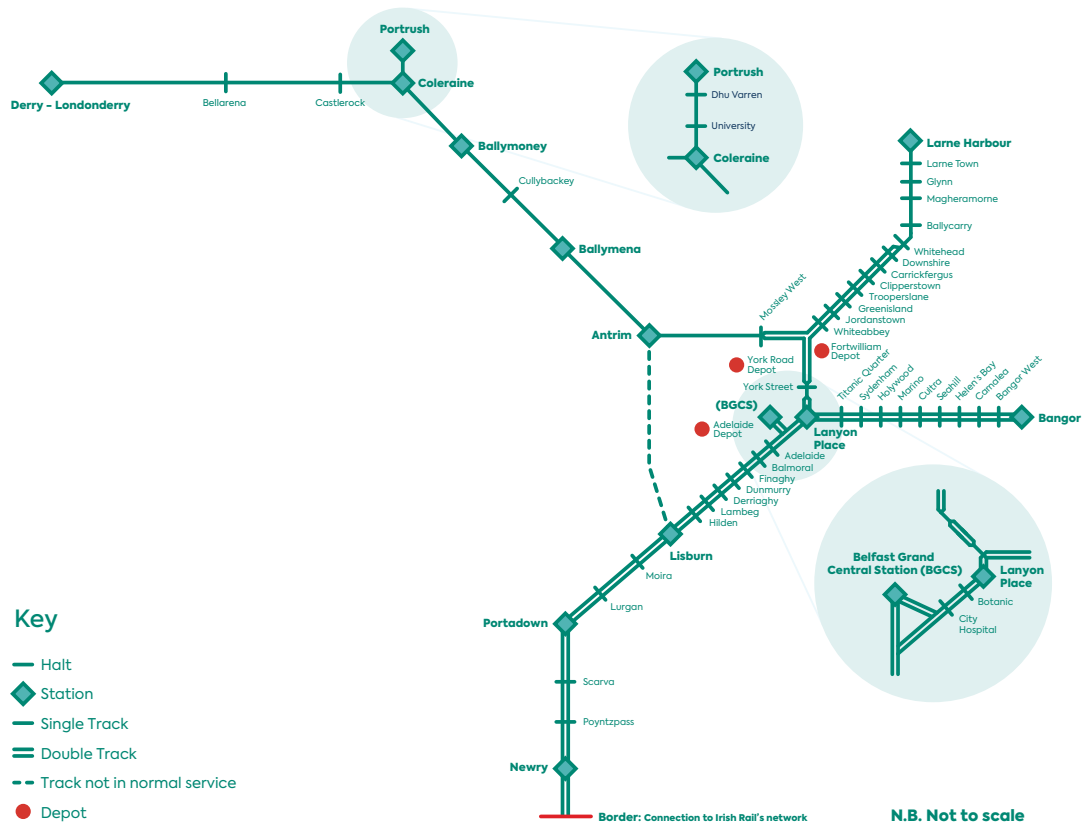 Portrush
Derry - Londonderry
Bellarena
Castlerock
Coleraine
Ballymoney
Cullybackey
Ballymena
Antrim
Portrush
Dhu Varren
University
Coleraine
Larne Harbour
Larne Town
Glynn
Magheramorne
Ballycarry
Whitehead
Downshire
Carrickfergus
Clipperstown
Trooperslane
Greenisland
Jordanstown
Whiteabbey
Mossley West
York Road
Depot
Fortwilliam
Depot
York Street
(BGCS)
Adelaide
Depot
Lanyon
Place
Titanic Quarter
Sydenham
Holywood
Marino
Cultra
Seahill
Helen's Bay
Carnalea
Bangor West
Bangor
Adelaide
Balmoral
Finaghy
Dunmurry
Derriaghy
Lambeg
Hilden
Lisburn
Moira
Lurgan
Portadown
Scarva
Poyntzpass
Newry
Border: Connection to Irish Rail's network
Belfast Grand
Central Station (BGCS)
Lanyon
Place
Botanic
City
Hospital
Key
Halt
Station
Single Track
Double Track
Track not in normal service
Depot
N.B. Not to scale